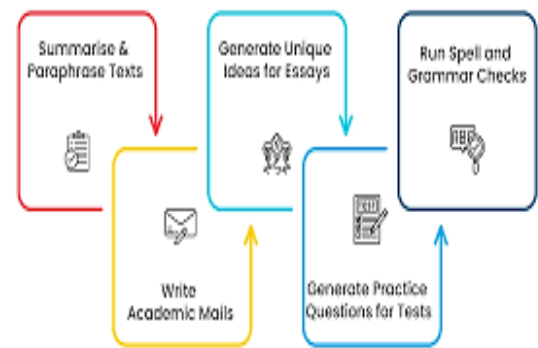 Summarise &
Paraphrase Texts
Write
Academic Mails
Generate Unique
Ideas for Essays
Generate Practice
Questions for Tests
Run Spell and
Grammar Checks